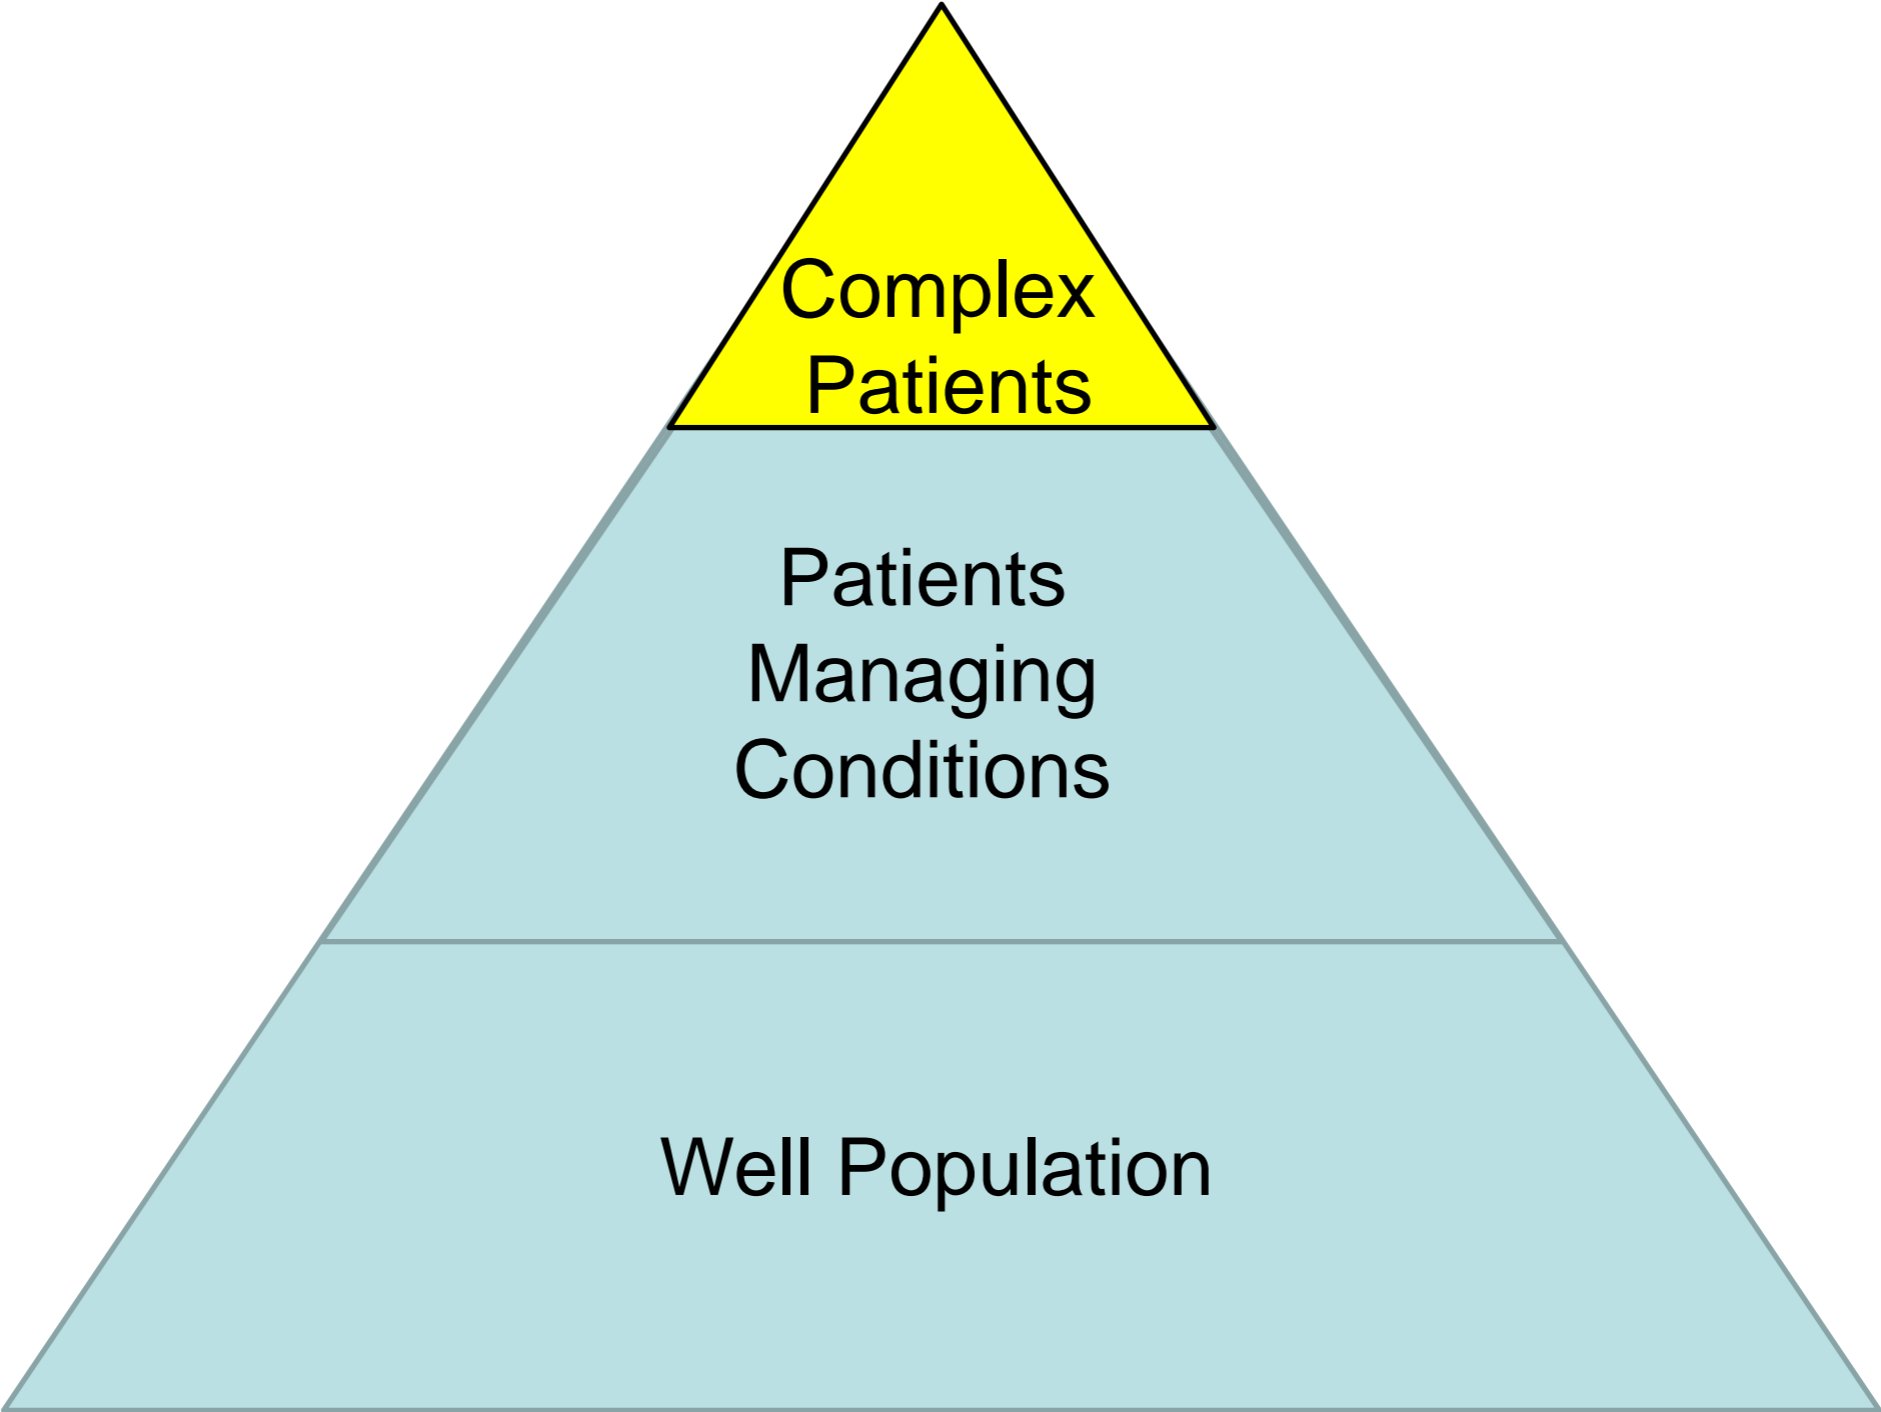 Complex
Patients
Patients
Managing
Conditions
Well Population